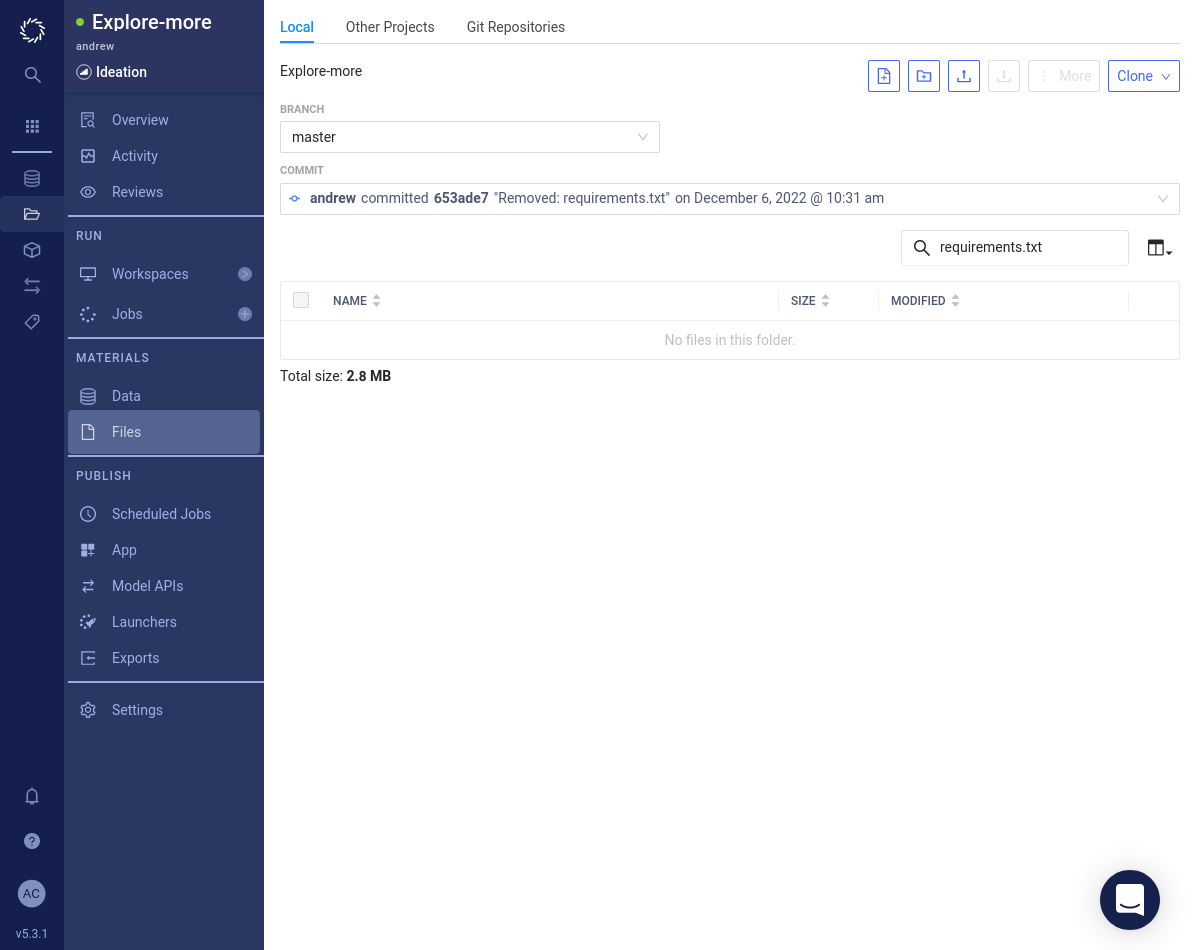 Explore-more
andrew
Ideation
Overview
Activity
Reviews
RUN
Workspaces
Jobs
MATERIALS
Data
Files
PUBLISH
Scheduled Jobs
App
Model APIs
Launchers
Exports
Settings
?
AC
v5.3.1
Local Other Projects Git Repositories
Explore-more
More Clone
BRANCH
master
COMMIT
andrew committed 653ade7 "Removed: requirements.txt" on December 6, 2022 @ 10:31 am
requirements.txt
NAME SIZE MODIFIED
No files in this folder.
Total size: 2.8 MB